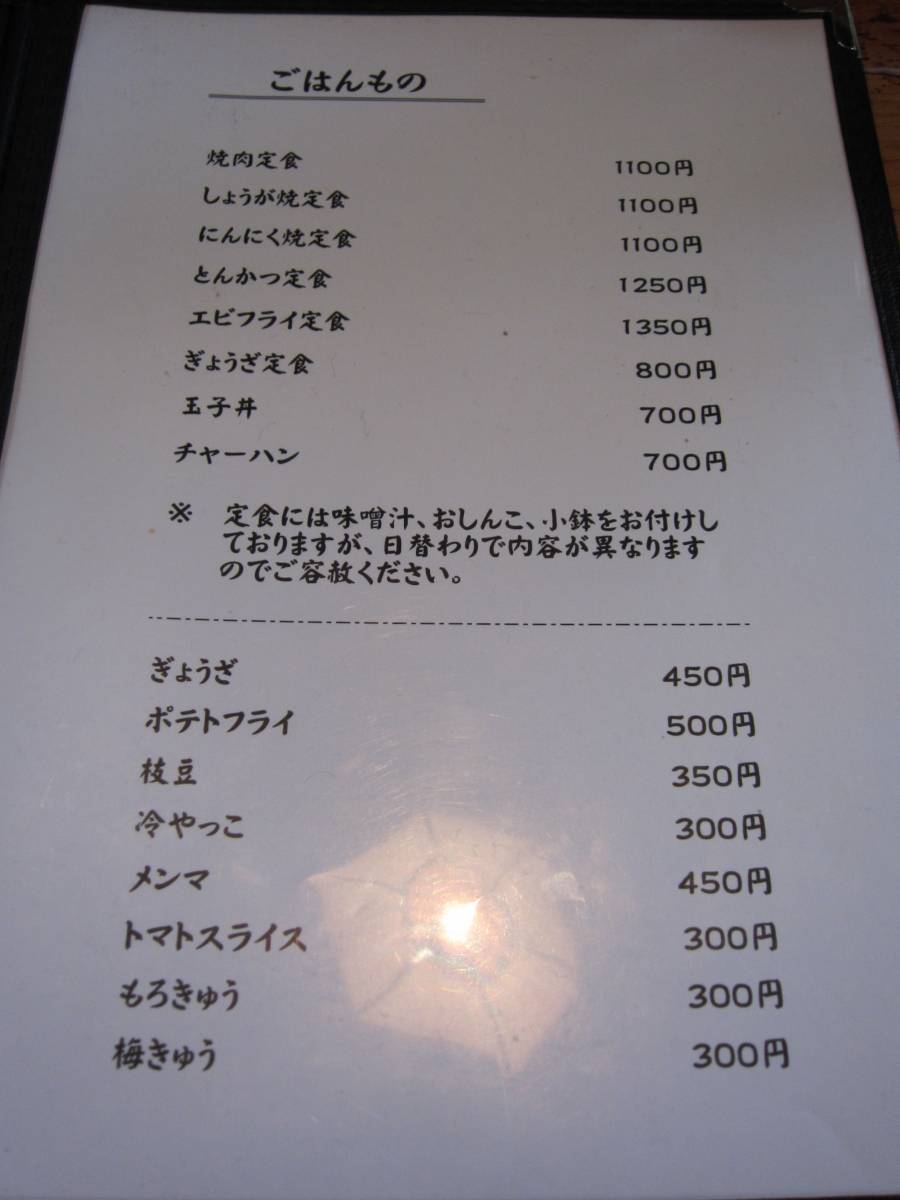 ごはんもの
焼肉定食 1100円
しょうが焼定食 1100円
にんにく焼定食 1100円
とんかつ定食 1250円
エビフライ定食 1350円
ぎょうざ定食 800円
玉子丼 700円
チャーハン 700円
※ 定食には味噌汁、おしんこ、小鉢をお付けし
ておりますが、日替わりで内容が異なります
のでご容赦ください。
ぎょうざ 450円
ポテトフライ 500円
枝豆 350円
冷やっこ 300円
メンマ 450円
トマトスライス 300円
もろきゅう 300円
梅きゅう 300円